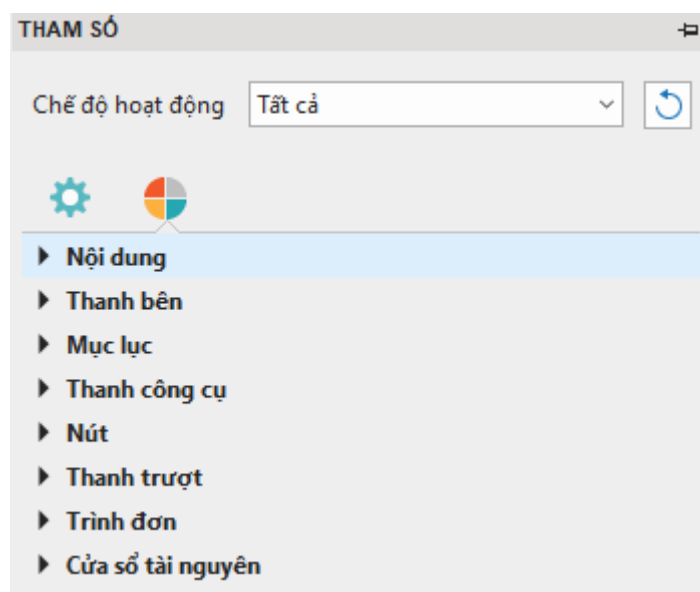 THAM SỐ
Chế độ hoạt động Tất cả
Nội dung
Thanh bên
Mục lục
Thanh công cụ
Nút
Thanh trượt
Trình đơn
Cửa sổ tài nguyên